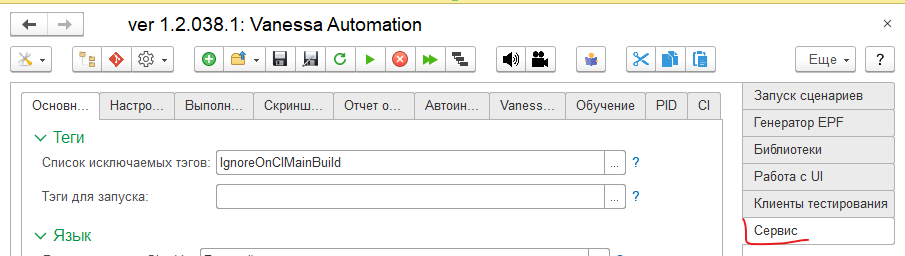 ver 1.2.038.1: Vanessa Automation
Еще
?
Основн...
Настро...
Выполн...
Скринш...
Отчет о...
Автоин...
Vaness...
Обучение
PID
CI
Теги
Список исключаемых тэгов:
IgnoreOnCIMainBuild
...
?
Тэги для запуска:
...
?
Язык
Запуск сценариев
Генератор EPF
Библиотеки
Работа с UI
Клиенты тестирования
Сервис